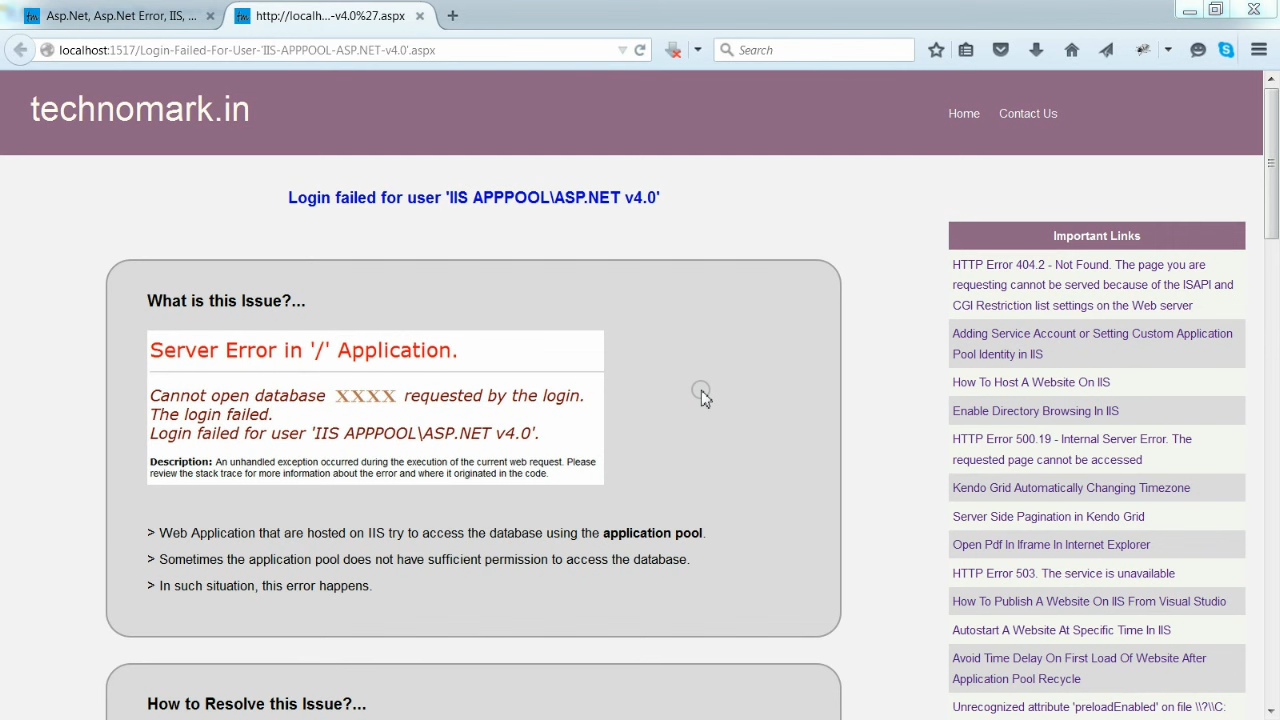 Asp.Net, Asp.Net Error, IIS, ...
http://localh...-v4.0%27.aspx
localhost:1517/Login-Failed-For-User-'IIS-APPPOOL-ASP.NET-v4.0'.aspx
Search
technomark.in
Home
Contact Us
Login failed for user 'IIS APPPOOL\ASP.NET v4.0'
What is this Issue?...
Server Error in '/' Application.
Cannot open database XXXX requested by the login.
The login failed.
Login failed for user 'IIS APPPOOL\ASP.NET v4.0'.
Description: An unhandled exception occurred during the execution of the current web request. Please
review the stack trace for more information about the error and where it originated in the code.
> Web Application that are hosted on IIS try to access the database using the application pool.
> Sometimes the application pool does not have sufficient permission to access the database.
> In such situation, this error happens.
How to Resolve this Issue?...
Important Links
HTTP Error 404.2 - Not Found. The page you are
requesting cannot be served because of the ISAPI and
CGI Restriction list settings on the Web server
Adding Service Account or Setting Custom Application
Pool Identity in IIS
How To Host A Website On IIS
Enable Directory Browsing In IIS
HTTP Error 500.19 - Internal Server Error. The
requested page cannot be accessed
Kendo Grid Automatically Changing Timezone
Server Side Pagination in Kendo Grid
Open Pdf In Iframe In Internet Explorer
HTTP Error 503. The service is unavailable
How To Publish A Website On IIS From Visual Studio
Autostart A Website At Specific Time In IIS
Avoid Time Delay On First Load Of Website After
Application Pool Recycle
Unrecognized attribute 'preloadEnabled' on file \\?\\C: